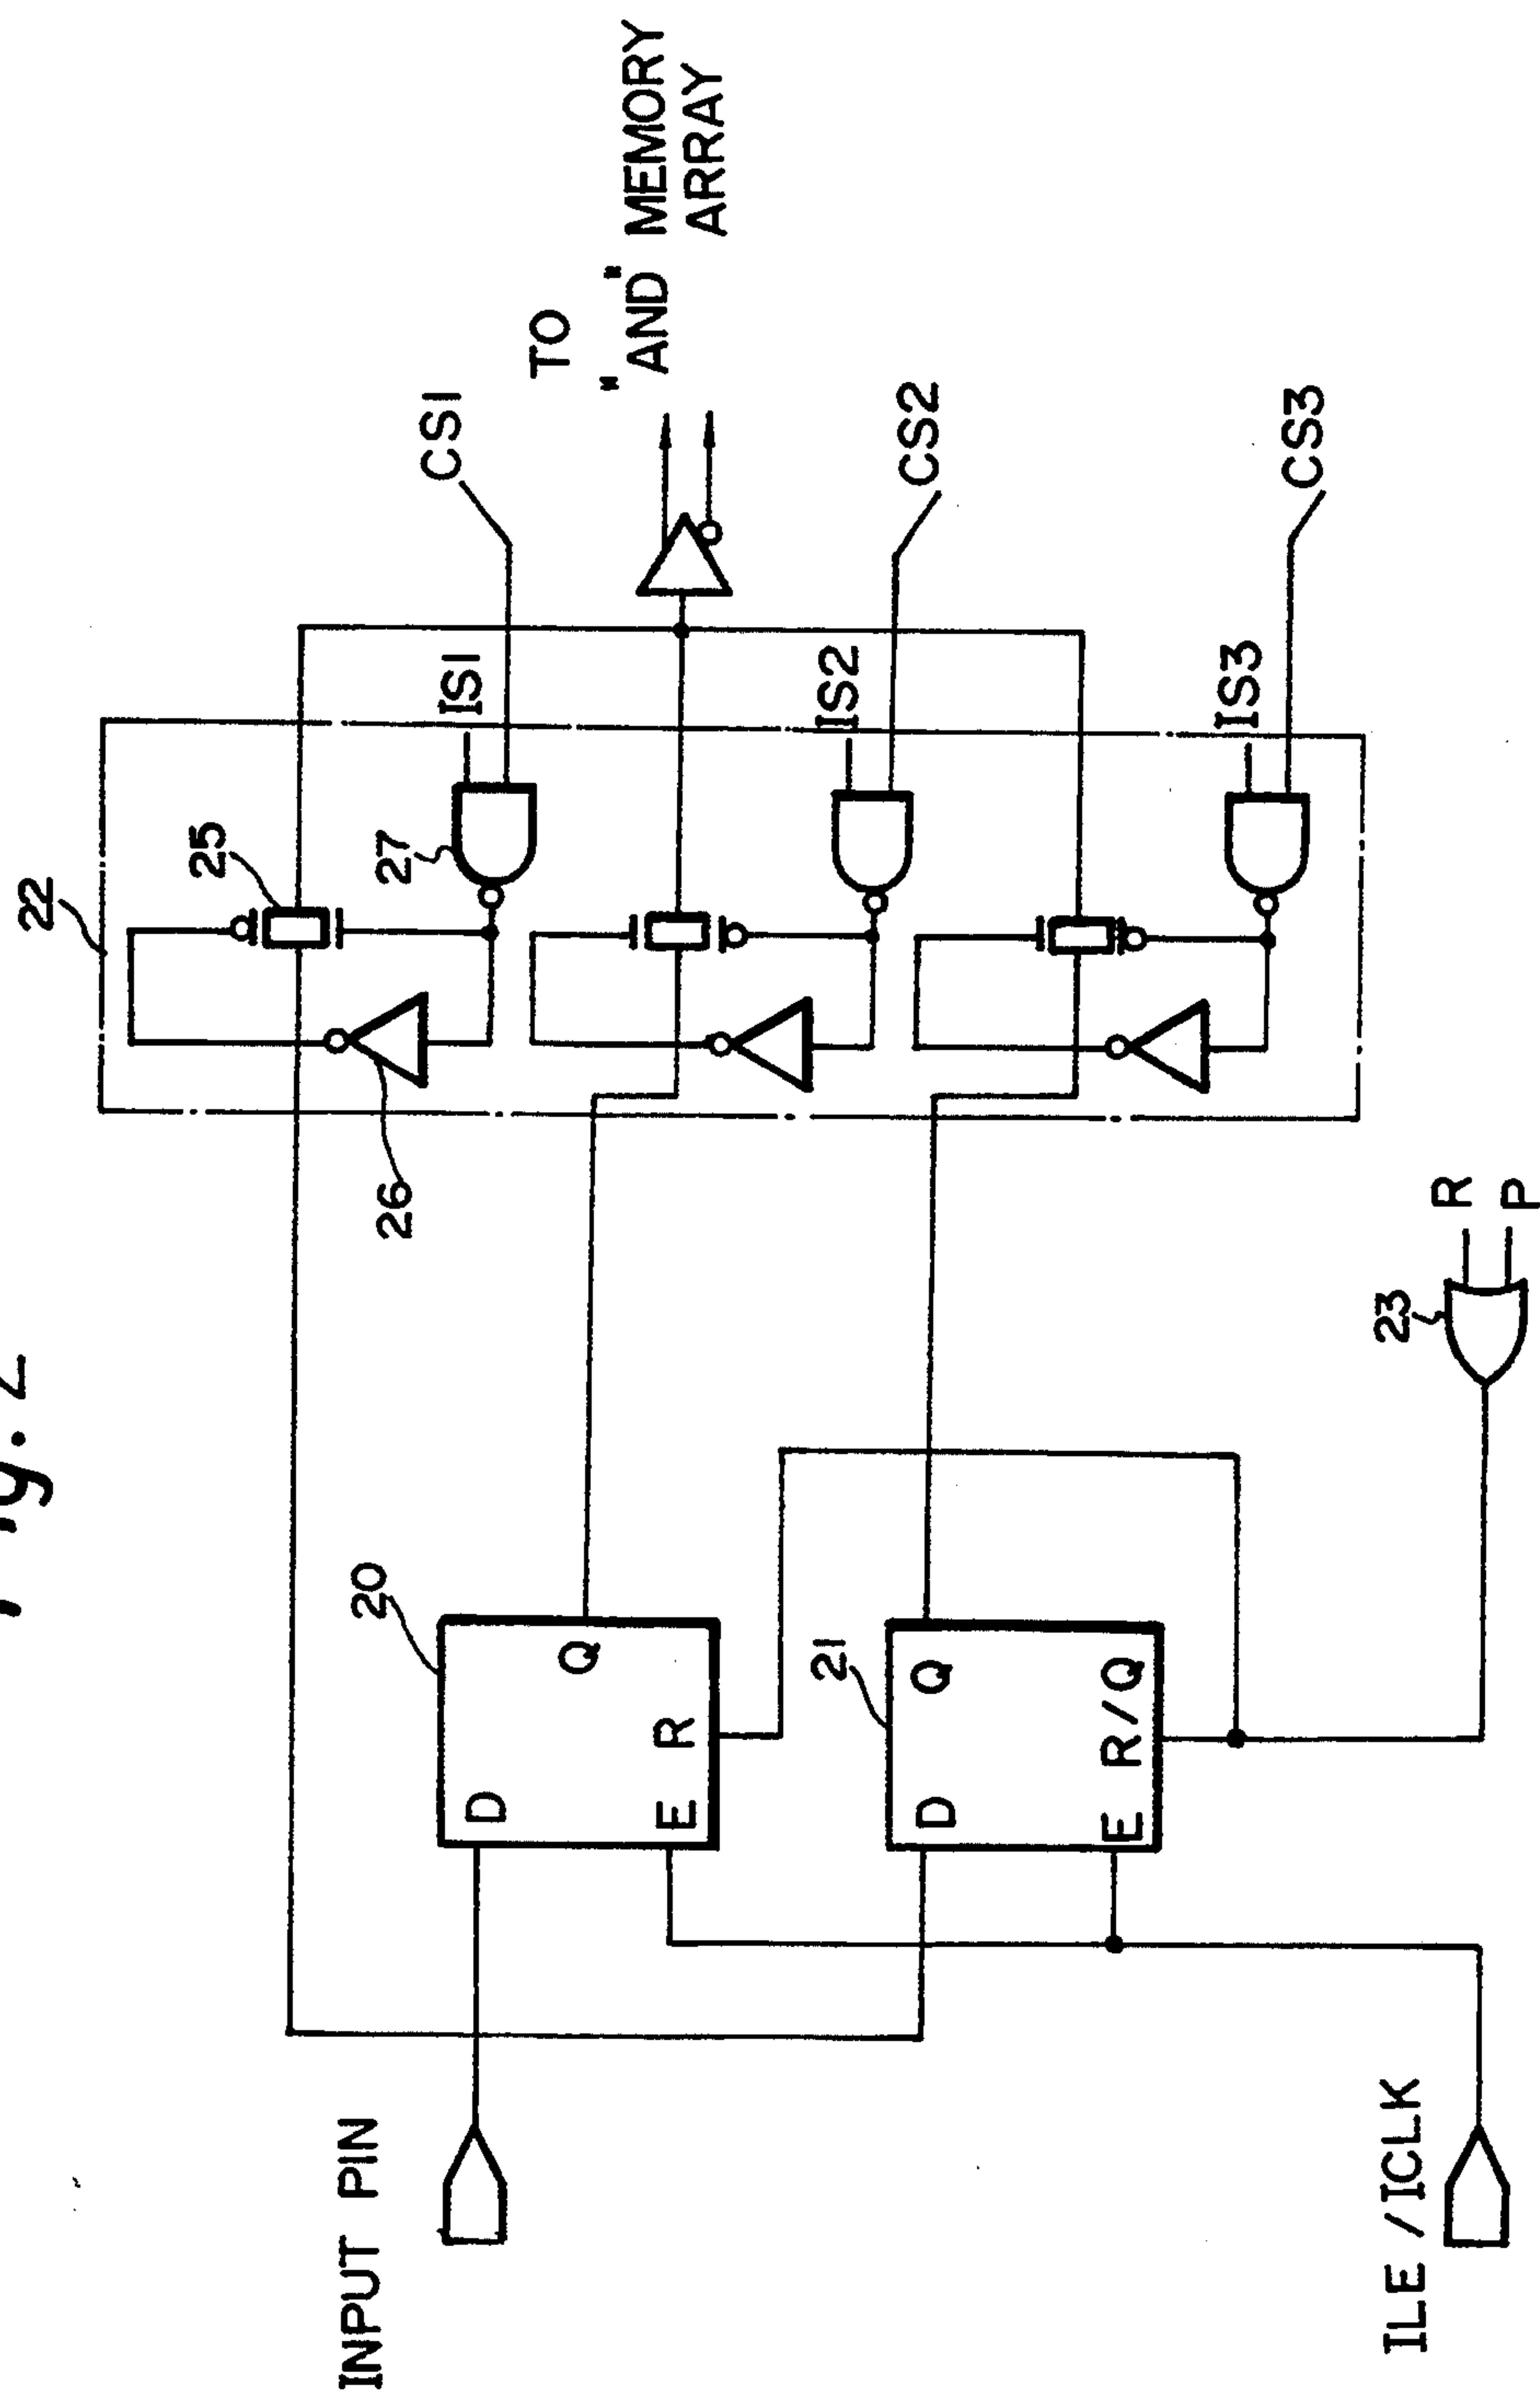 Fig. 2
22
25
26
27
IS1
CS1
TO
"AND" MEMORY
ARRAY
IS2
CS2
IS3
CS3
INPUT PIN
20
D
Q
E
R
21
D
Q
E
R/Q
23
R
P
ILE /ICLK